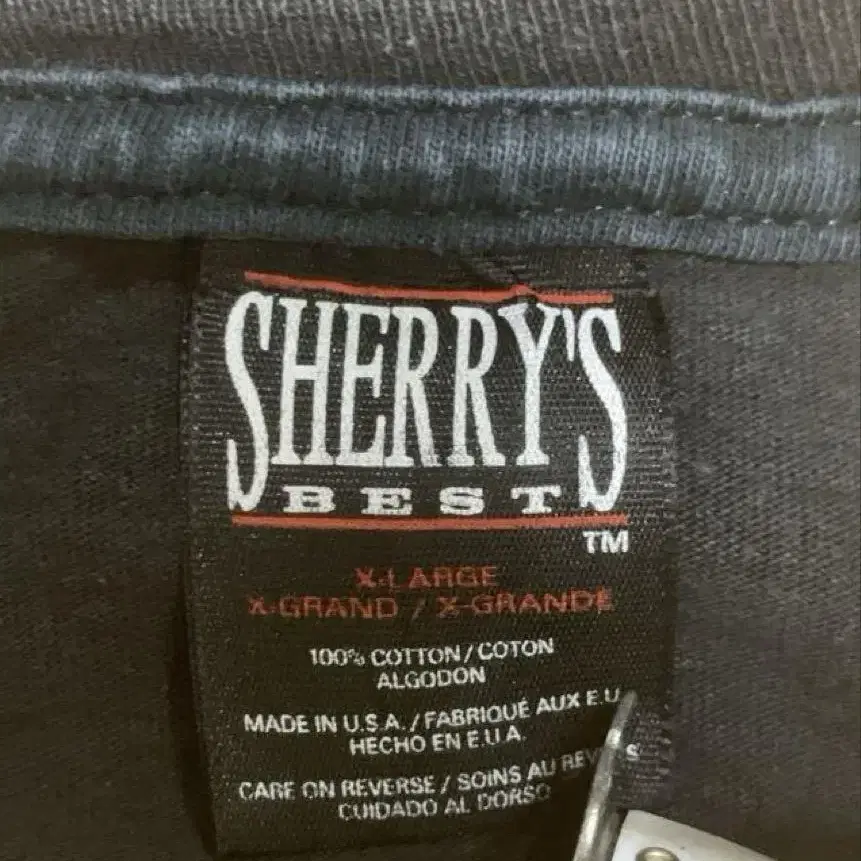 SHERRY'S
BEST
TM
X-LARGE
X-GRAND / X-GRANDE
100% COTTON / COTON
ALGODON
MADE IN U.S.A. / FABRIQUÉ AUX E.U.
HECHO EN E.U.A.
CARE ON REVERSE / SOINS AU
CUIDADO AL DORSO